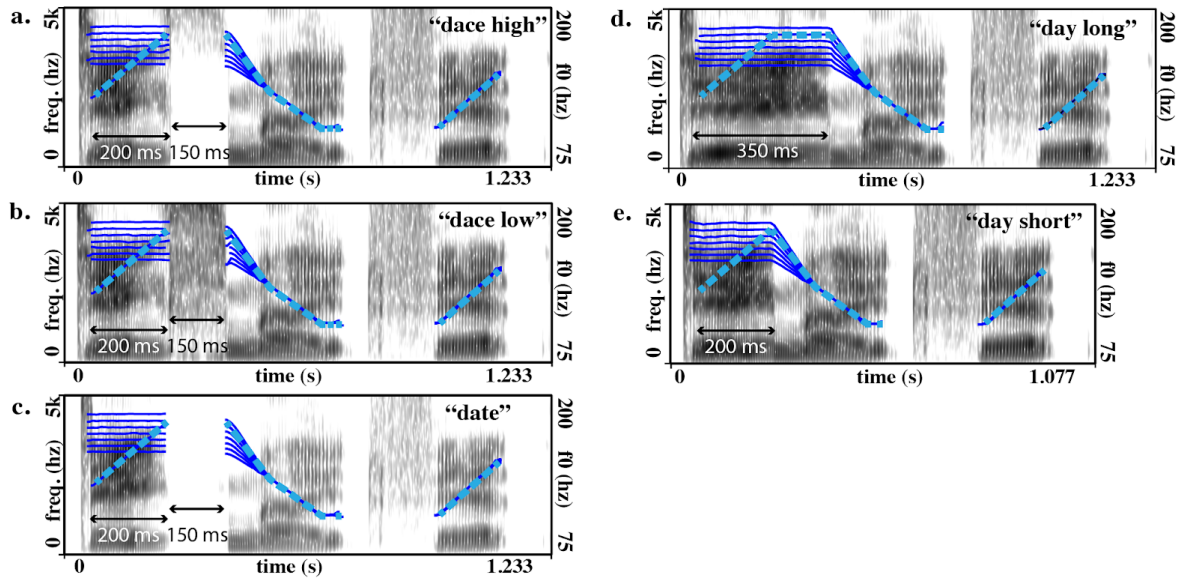 a.
5k
"dace high"
200
freq. (hz)
f0 (hz)
200 ms
150 ms
0
75
0
time (s)
1.233
b.
5k
"dace low"
200
freq. (hz)
f0 (hz)
200 ms
150 ms
0
75
0
time (s)
1.233
c.
5k
"date"
200
freq. (hz)
f0 (hz)
200 ms
150 ms
0
75
0
time (s)
1.233
d.
5k
"day long"
200
freq. (hz)
f0 (hz)
350 ms
0
75
0
time (s)
1.233
e.
5k
"day short"
200
freq. (hz)
f0 (hz)
200 ms
0
75
0
time (s)
1.077